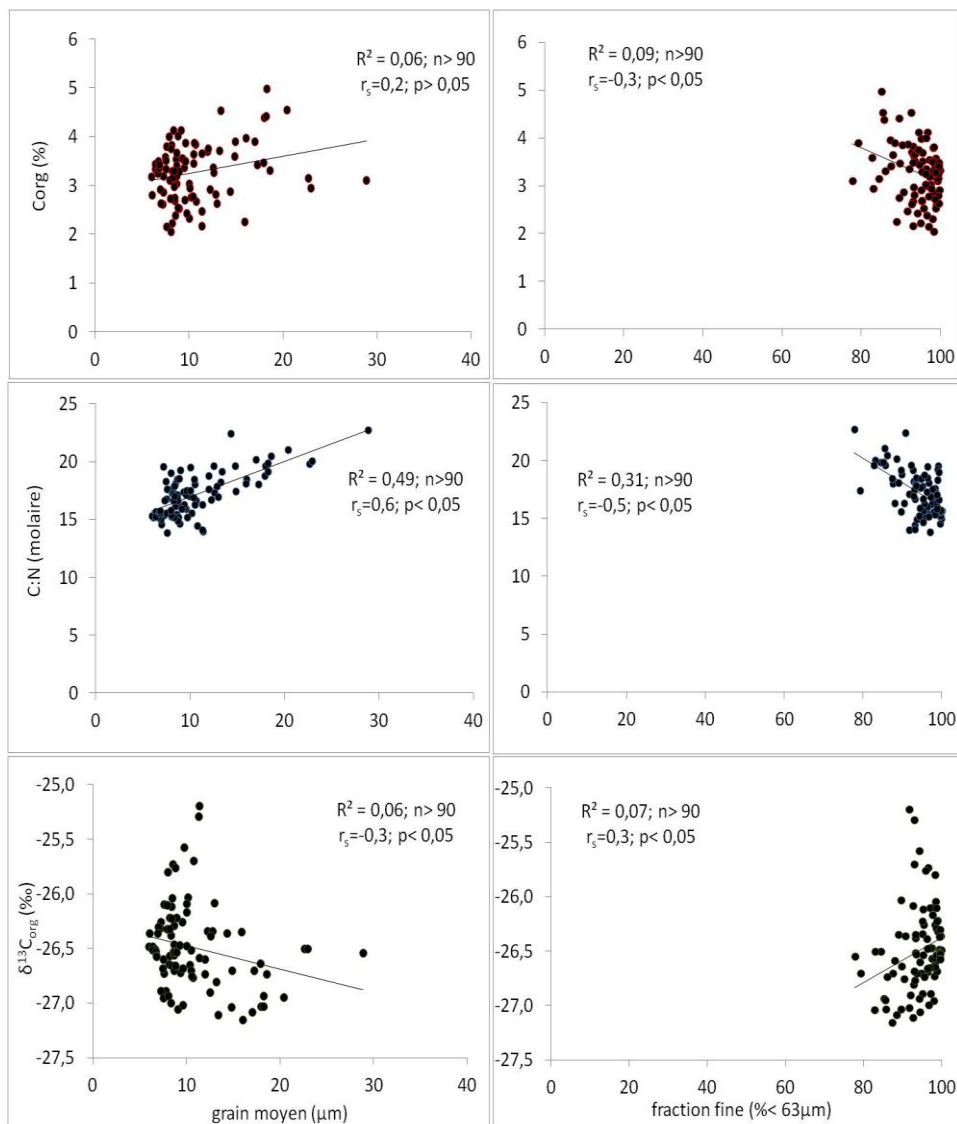 R² = 0,06; n> 90
rₛ=0,2; p> 0,05
Corg (%)
6
5
4
3
2
1
0
0 10 20 30 40
R² = 0,09; n> 90
rₛ=-0,3; p< 0,05
6
5
4
3
2
1
0
0 20 40 60 80 100
R² = 0,49; n>90
rₛ=0,6; p< 0,05
C:N (molaire)
25
20
15
10
5
0
0 10 20 30 40
R² = 0,31; n>90
rₛ=-0,5; p< 0,05
25
20
15
10
5
0
0 20 40 60 80 100
R² = 0,06; n> 90
rₛ=-0,3; p< 0,05
δ¹³Corg (‰)
-25,0
-25,5
-26,0
-26,5
-27,0
-27,5
0 10 20 30 40
grain moyen (µm)
R² = 0,07; n> 90
rₛ=0,3; p< 0,05
-25,0
-25,5
-26,0
-26,5
-27,0
-27,5
0 20 40 60 80 100
fraction fine (%< 63µm)